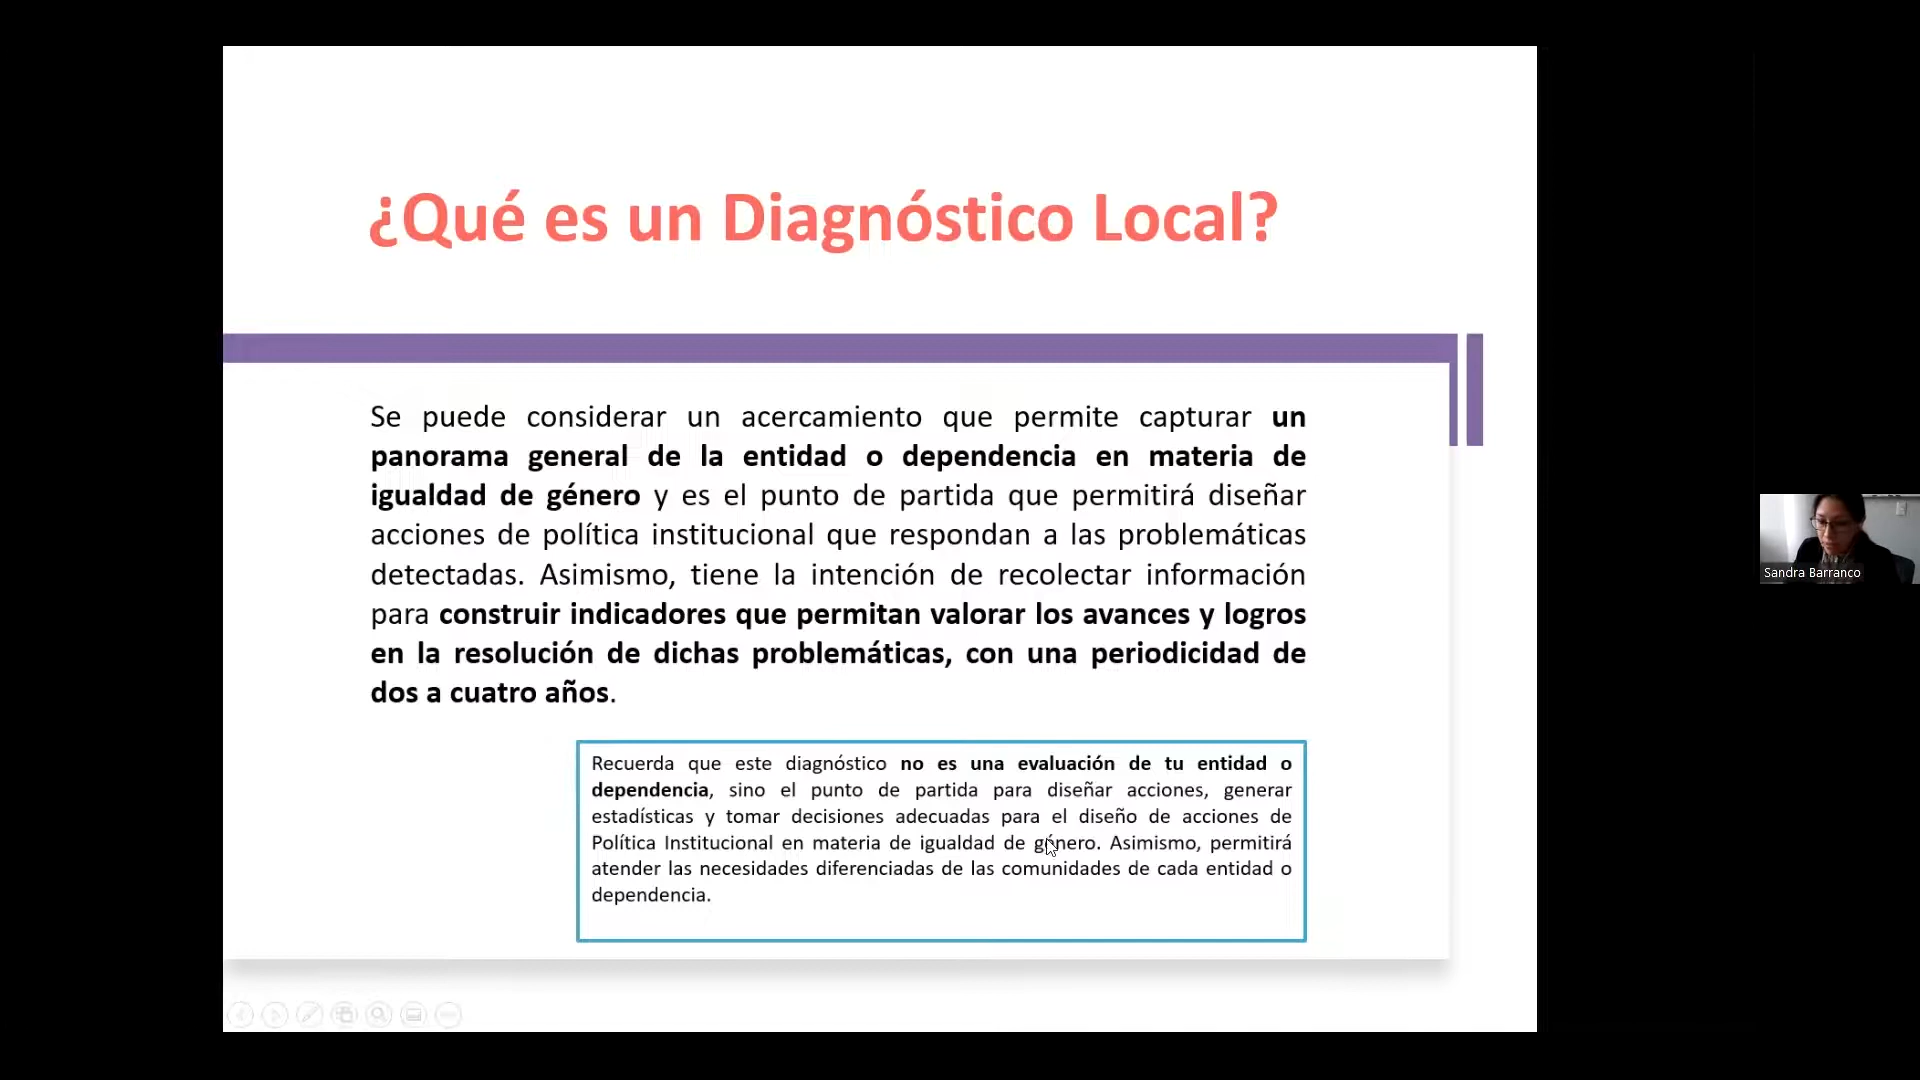 ¿Qué es un Diagnóstico Local?
Se puede considerar un acercamiento que permite capturar un
panorama general de la entidad o dependencia en materia de
igualdad de género y es el punto de partida que permitirá diseñar
acciones de política institucional que respondan a las problemáticas
detectadas. Asimismo, tiene la intención de recolectar información
para construir indicadores que permitan valorar los avances y logros
en la resolución de dichas problemáticas, con una periodicidad de
dos a cuatro años.
Recuerda que este diagnóstico no es una evaluación de tu entidad o
dependencia, sino el punto de partida para diseñar acciones, generar
estadísticas y tomar decisiones adecuadas para el diseño de acciones de
Política Institucional en materia de igualdad de género. Asimismo, permitirá
atender las necesidades diferenciadas de las comunidades de cada entidad o
dependencia.
Sandra Barranco